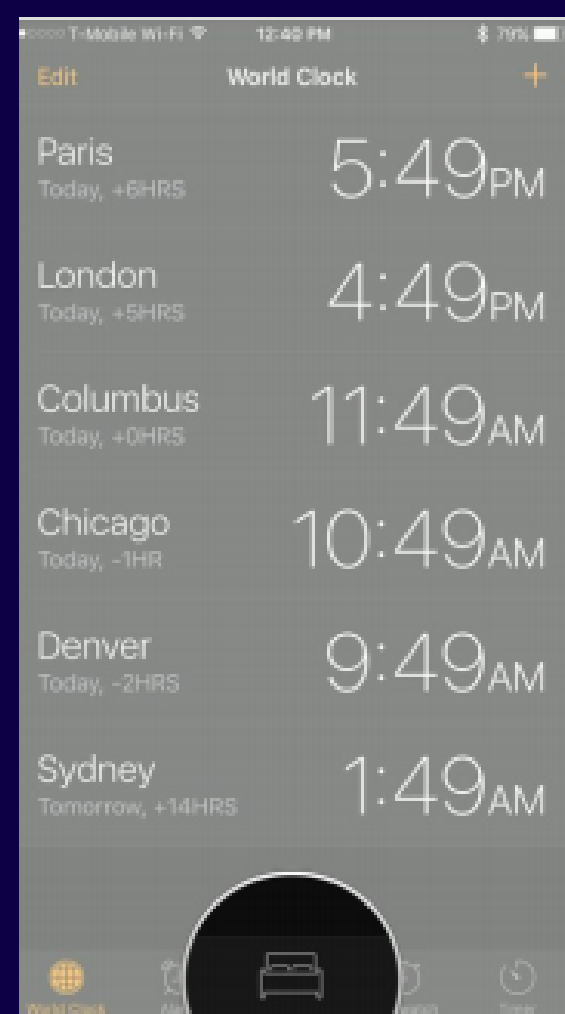 T-Mobile Wi-Fi 12:40 PM 79%
Edit World Clock +
Paris 5:49PM
Today, +6HRS
London 4:49PM
Today, +5HRS
Columbus 11:49AM
Today, +0HRS
Chicago 10:49AM
Today, -1HR
Denver 9:49AM
Today, -2HRS
Sydney 1:49AM
Tomorrow, +14HRS
World Clock Timer